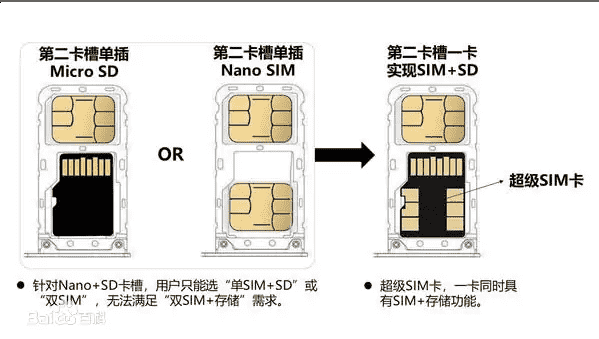 第二卡槽单插
Micro SD
第二卡槽单插
Nano SIM
第二卡槽一卡
实现SIM+SD
OR
超级SIM卡
● 针对Nano+SD卡槽，用户只能选“单SIM+SD”或
“双SIM”，无法满足“双SIM+存储”需求。
● 超级SIM卡，一卡同时具
有SIM+存储功能。
Bai百科